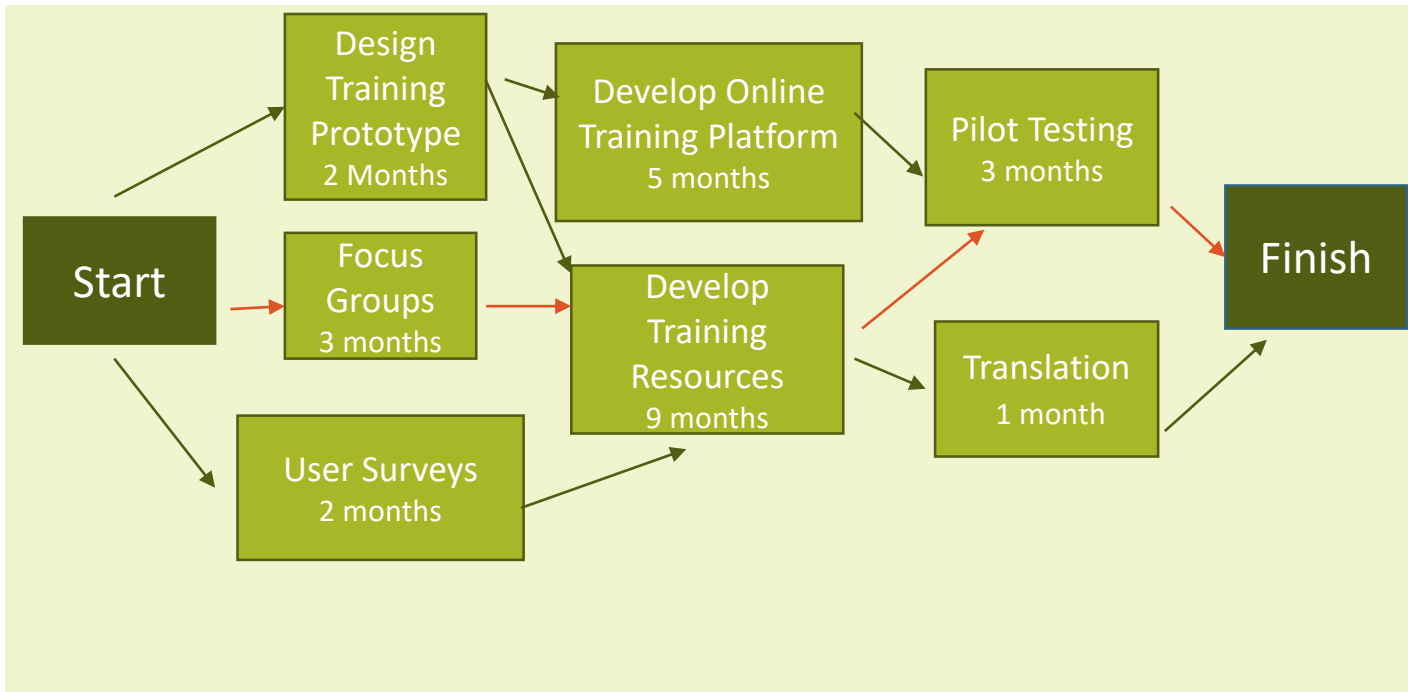 Start
Design
Training
Prototype
2 Months
Focus
Groups
3 months
User Surveys
2 months
Develop Online
Training Platform
5 months
Develop
Training
Resources
9 months
Pilot Testing
3 months
Translation
1 month
Finish